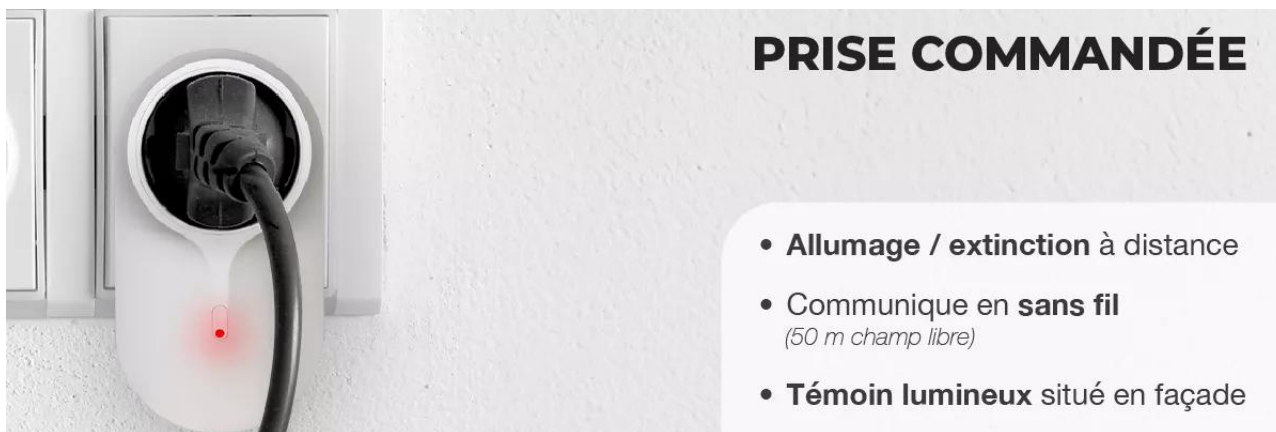 PRISE COMMANDÉE
• Allumage / extinction à distance
• Communique en sans fil
(50 m champ libre)
• Témoin lumineux situé en façade